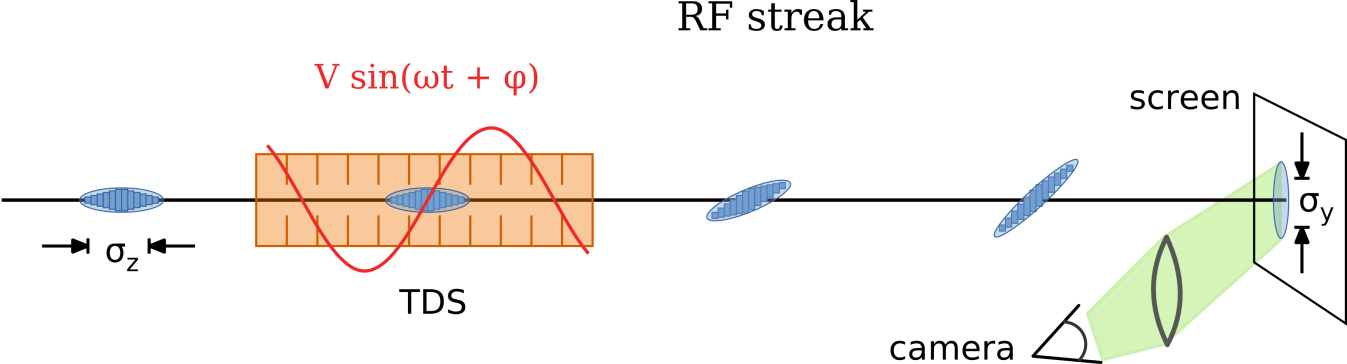 RF streak
V sin(ωt + φ)
screen
σz
σy
TDS
camera